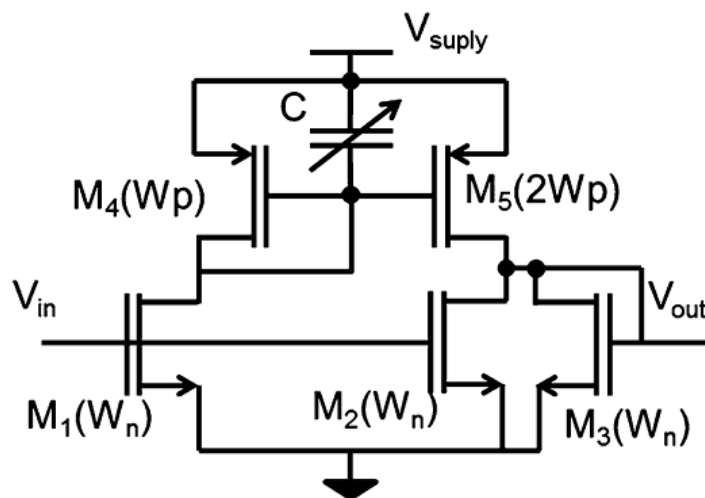 V_suply
C
M_4(Wp)
M_5(2Wp)
V_in
V_out
M_1(W_n)
M_2(W_n)
M_3(W_n)